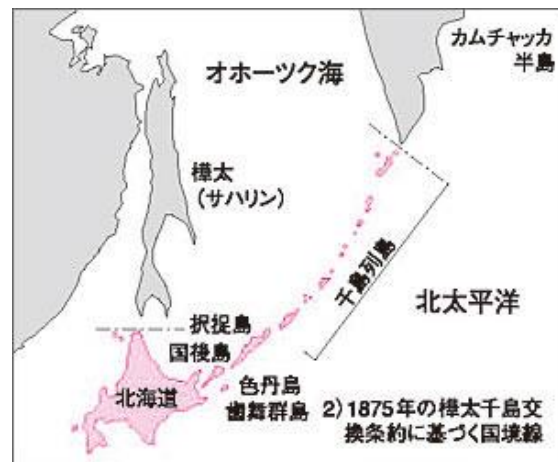 カムチャッカ
半島
オホーツク海
樺太
(サハリン)
千島列島
北太平洋
択捉島
国後島
北海道
色丹島
歯舞群島
2) 1875年の樺太千島交
換条約に基づく国境線